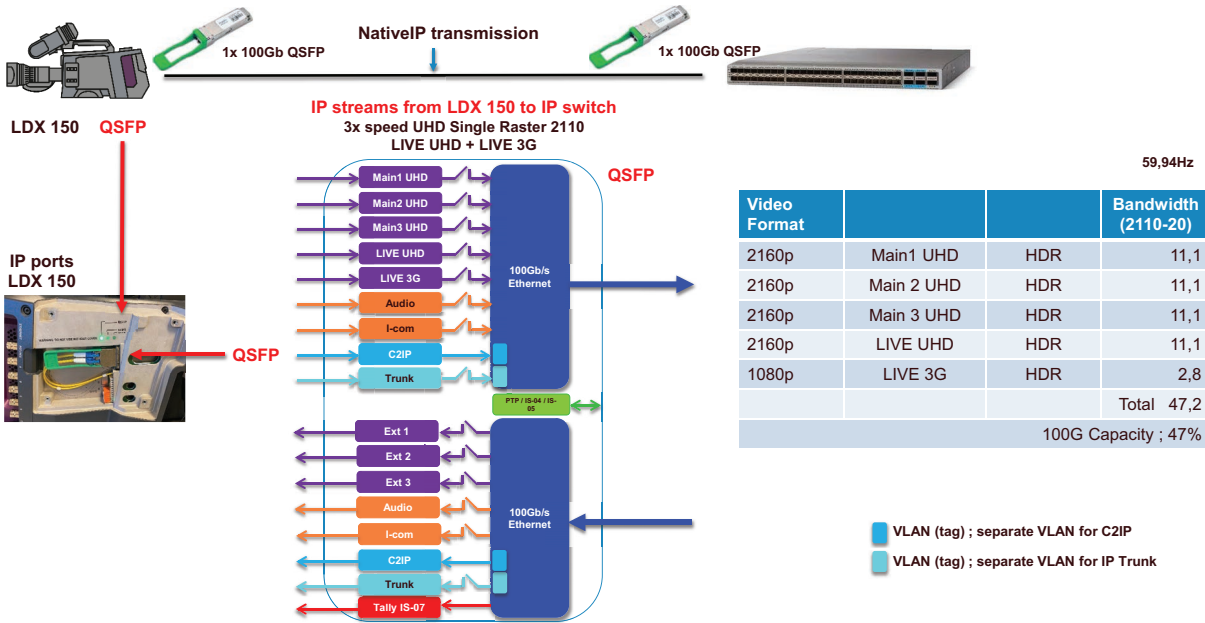 1x 100Gb QSFP
NativeIP transmission
1x 100Gb QSFP
LDX 150 QSFP
IP streams from LDX 150 to IP switch
3x speed UHD Single Raster 2110
LIVE UHD + LIVE 3G
QSFP
Main1 UHD
Main2 UHD
Main3 UHD
LIVE UHD
LIVE 3G
Audio
I-com
C2IP
Trunk
100Gb/s
Ethernet
PTP / IS-04 / IS-
05
Ext 1
Ext 2
Ext 3
Audio
I-com
C2IP
Trunk
Tally IS-07
100Gb/s
Ethernet
IP ports
LDX 150
QSFP
59,94Hz
Video
Format
Bandwidth
(2110-20)
2160p Main1 UHD HDR 11,1
2160p Main 2 UHD HDR 11,1
2160p Main 3 UHD HDR 11,1
2160p LIVE UHD HDR 11,1
1080p LIVE 3G HDR 2,8
Total 47,2
100G Capacity ; 47%
VLAN (tag) ; separate VLAN for C2IP
VLAN (tag) ; separate VLAN for IP Trunk